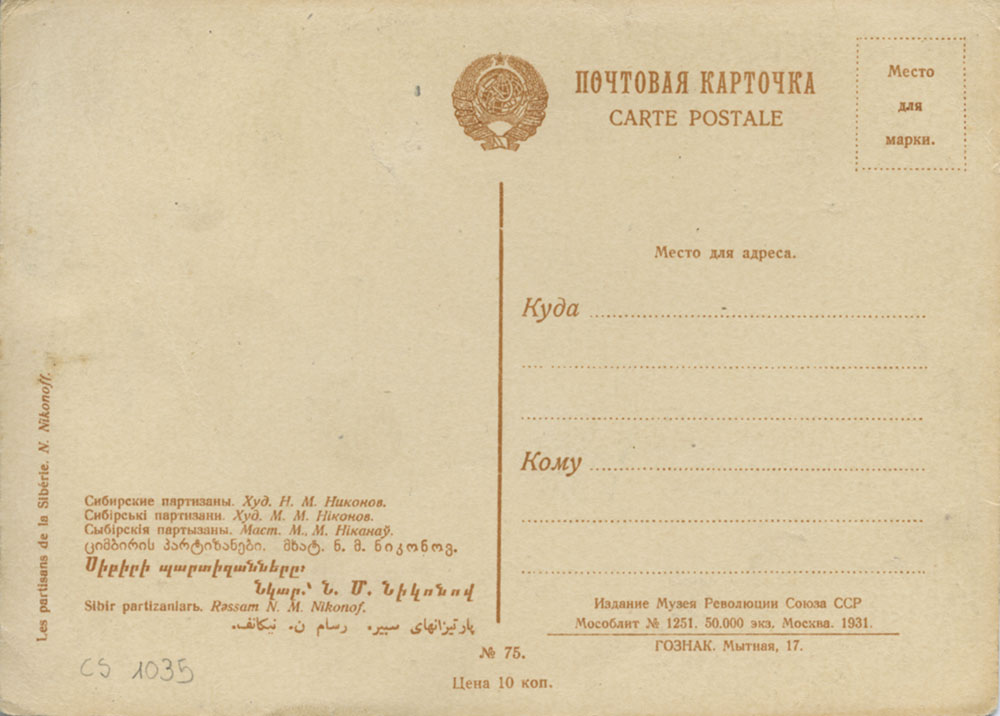 ПОЧТОВАЯ КАРТОЧКА
CARTE POSTALE
Место
для
марки.
Место для адреса.
Куда
Кому
Les partisans de la Sibérie. N. Nikonoff.
Сибирские партизаны. Худ. Н. М. Никонов.
Сибірські партизани. Худ. М. М. Ніконов.
Сыбірскія партызаны. Маст. М., М. Ніканаў.
ციმბირის პარტიზანები. მხატ. ნ. მ. ნიკონოვ.
Սիբիրի պարտիզանները՝
Նկար.՝ Ն. Մ. Նիկոնով
Sibir partizanlarь. Rəssam N. M. Nikonof.
پارتیزانهای سبیر. رسام ن. نیکانف.
№ 75.
Цена 10 коп.
Издание Музея Революции Союза ССР
Мособлит № 1251. 50.000 экз. Москва. 1931.
ГОЗНАК. Мытная, 17.
CS 1035